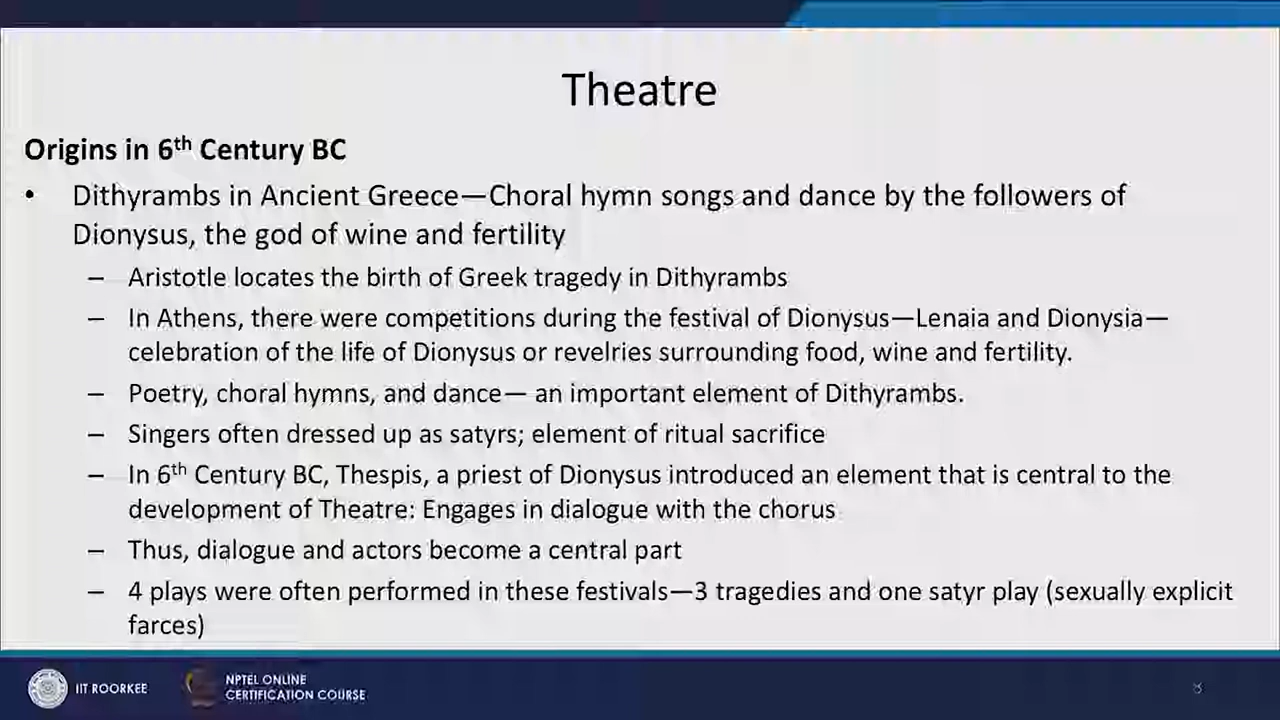 Theatre
Origins in 6th Century BC
• Dithyrambs in Ancient Greece—Choral hymn songs and dance by the followers of
Dionysus, the god of wine and fertility
– Aristotle locates the birth of Greek tragedy in Dithyrambs
– In Athens, there were competitions during the festival of Dionysus—Lenaia and Dionysia—
celebration of the life of Dionysus or revelries surrounding food, wine and fertility.
– Poetry, choral hymns, and dance— an important element of Dithyrambs.
– Singers often dressed up as satyrs; element of ritual sacrifice
– In 6th Century BC, Thespis, a priest of Dionysus introduced an element that is central to the
development of Theatre: Engages in dialogue with the chorus
– Thus, dialogue and actors become a central part
– 4 plays were often performed in these festivals—3 tragedies and one satyr play (sexually explicit
farces)
IIT ROORKEE
NPTEL ONLINE
CERTIFICATION COURSE